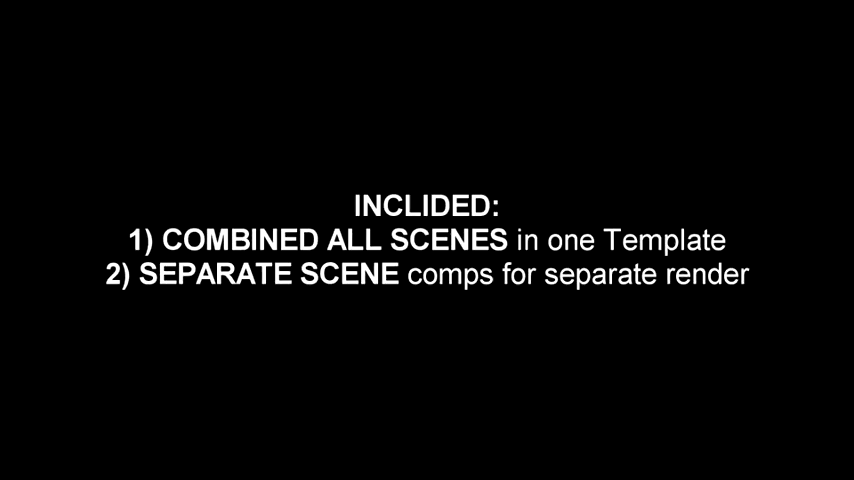 INCLIDED:
1) COMBINED ALL SCENES in one Template
2) SEPARATE SCENE comps for separate render